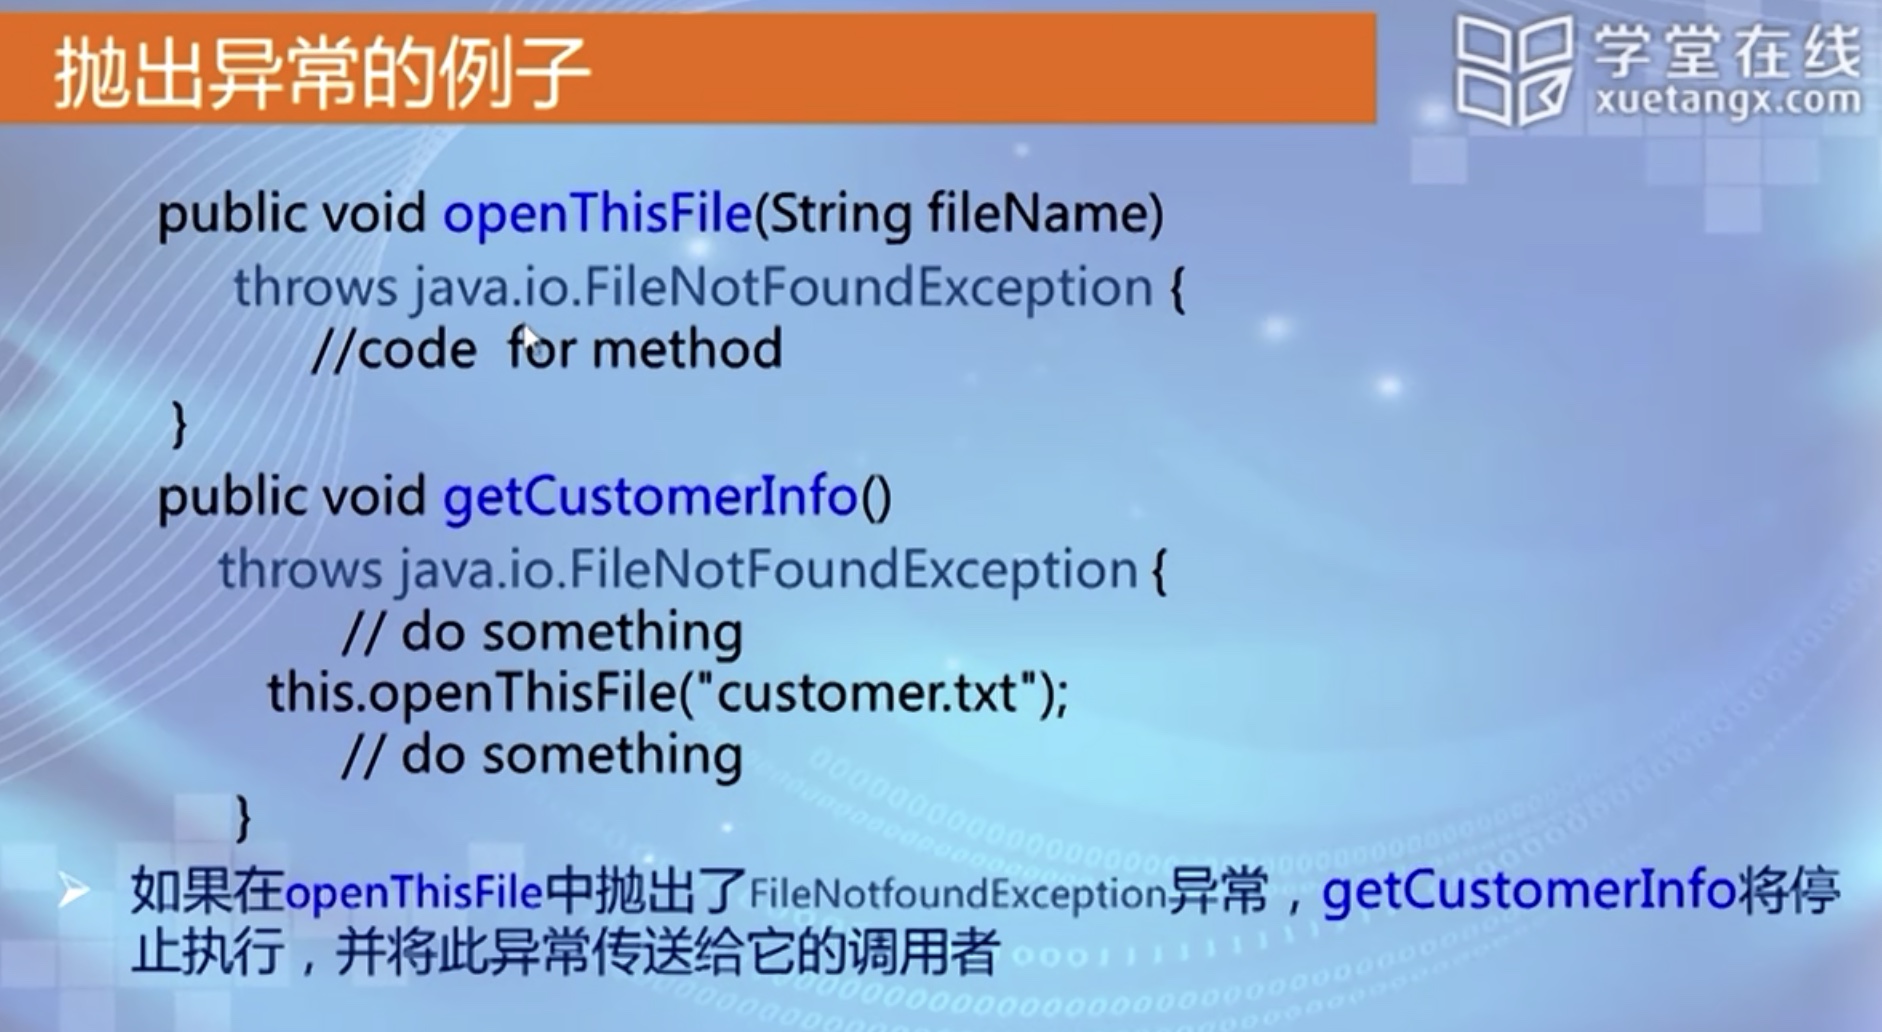 抛出异常的例子
学堂在线
xuetangx.com
public void openThisFile(String fileName)
throws java.io.FileNotFoundException {
//code for method
}
public void getCustomerInfo()
throws java.io.FileNotFoundException {
// do something
this.openThisFile("customer.txt");
// do something
}
➢ 如果在openThisFile中抛出了FileNotfoundException异常，getCustomerInfo将停
止执行，并将此异常传送给它的调用者